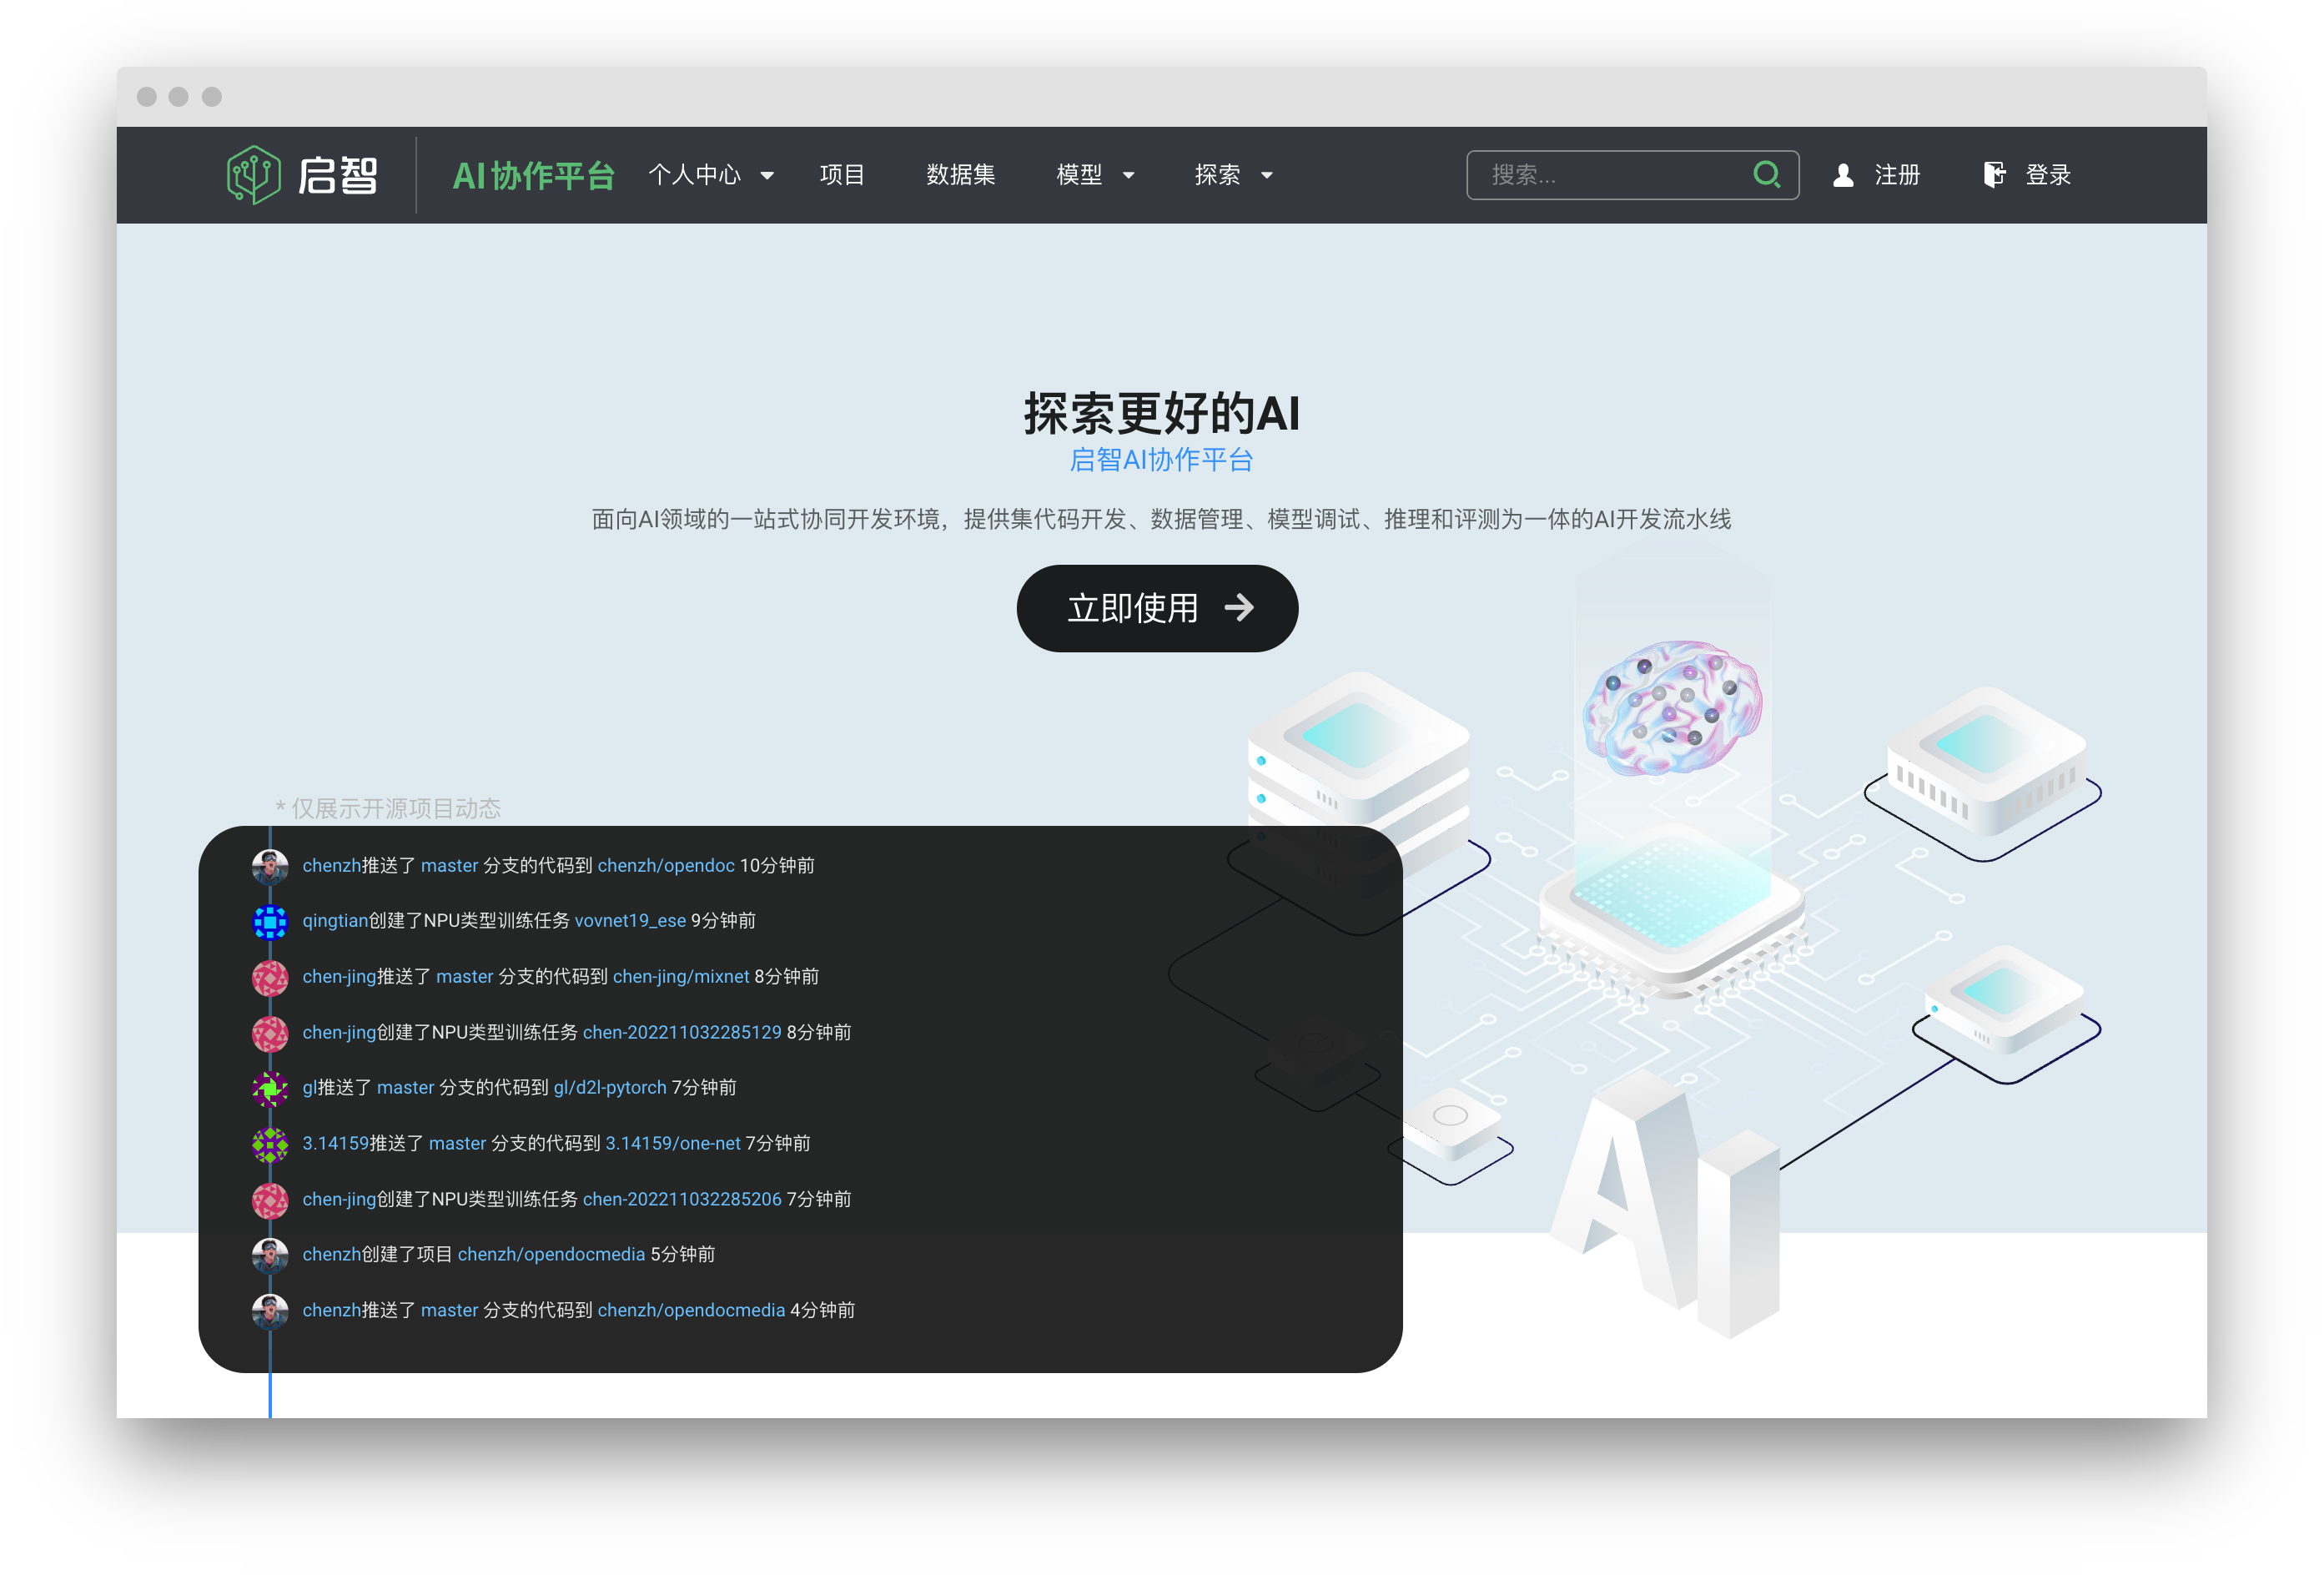 启智 AI协作平台 个人中心 项目 数据集 模型 探索 搜索... 注册 登录
探索更好的AI
启智AI协作平台
面向AI领域的一站式协同开发环境，提供集代码开发、数据管理、模型调试、推理和评测为一体的AI开发流水线
立即使用
* 仅展示开源项目动态
chenzh推送了 master 分支的代码到 chenzh/opendoc 10分钟前
qingtian创建了NPU类型训练任务 vovnet19_ese 9分钟前
chen-jing推送了 master 分支的代码到 chen-jing/mixnet 8分钟前
chen-jing创建了NPU类型训练任务 chen-202211032285129 8分钟前
gl推送了 master 分支的代码到 gl/d2l-pytorch 7分钟前
3.14159推送了 master 分支的代码到 3.14159/one-net 7分钟前
chen-jing创建了NPU类型训练任务 chen-202211032285206 7分钟前
chenzh创建了项目 chenzh/opendocmedia 5分钟前
chenzh推送了 master 分支的代码到 chenzh/opendocmedia 4分钟前
AI